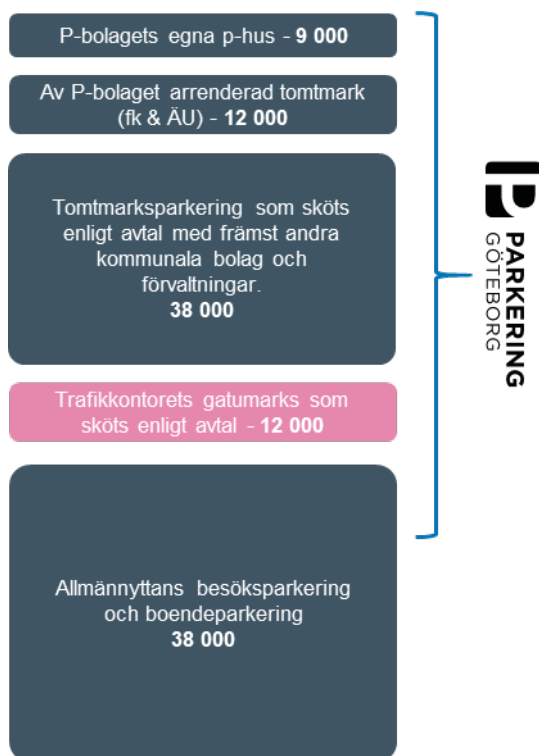 P-bolagets egna p-hus - 9 000
Av P-bolaget arrenderad tomtmark
(fk & ÄU) - 12 000
Tomtmarksparkering som sköts
enligt avtal med främst andra
kommunala bolag och
förvaltningar.
38 000
Trafikkontorets gatumarks som
sköts enligt avtal - 12 000
Allmännyttans besöksparkering
och boendeparkering
38 000
P
PARKERING
GÖTEBORG